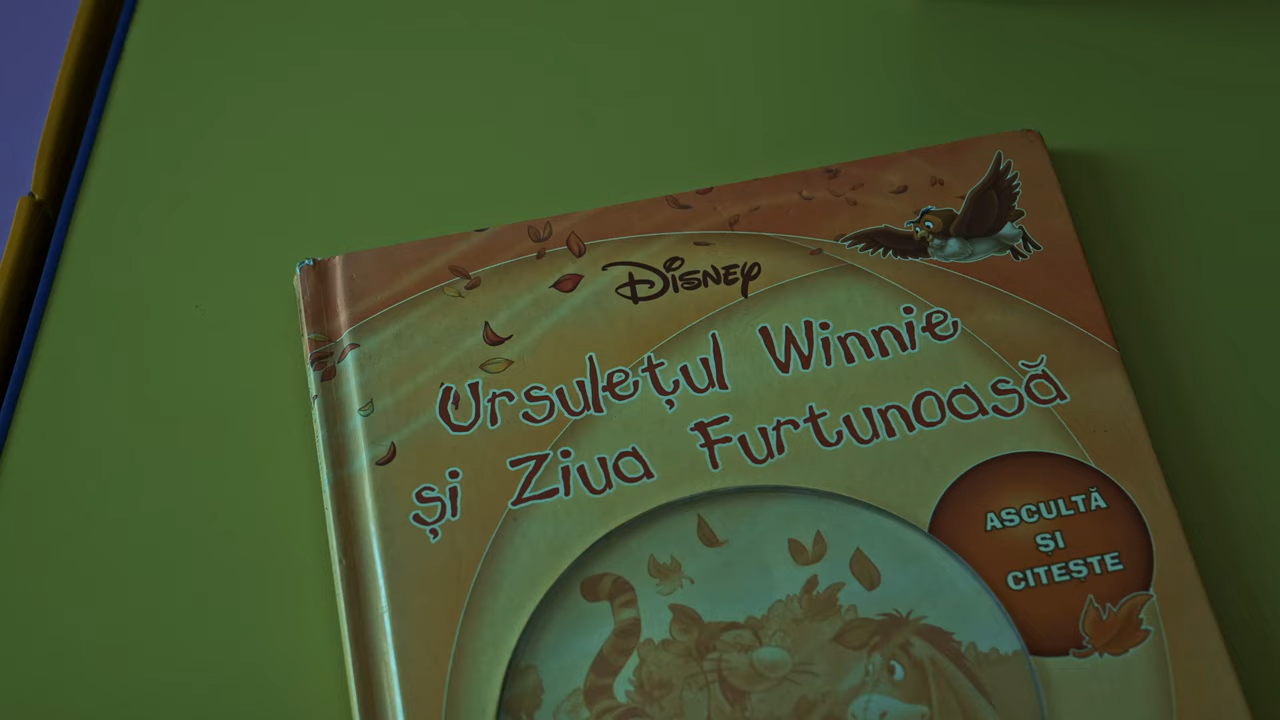 Disney
Ursulețul Winnie
și Ziua Furtunoasă
ASCULTĂ
ȘI
CITEȘTE